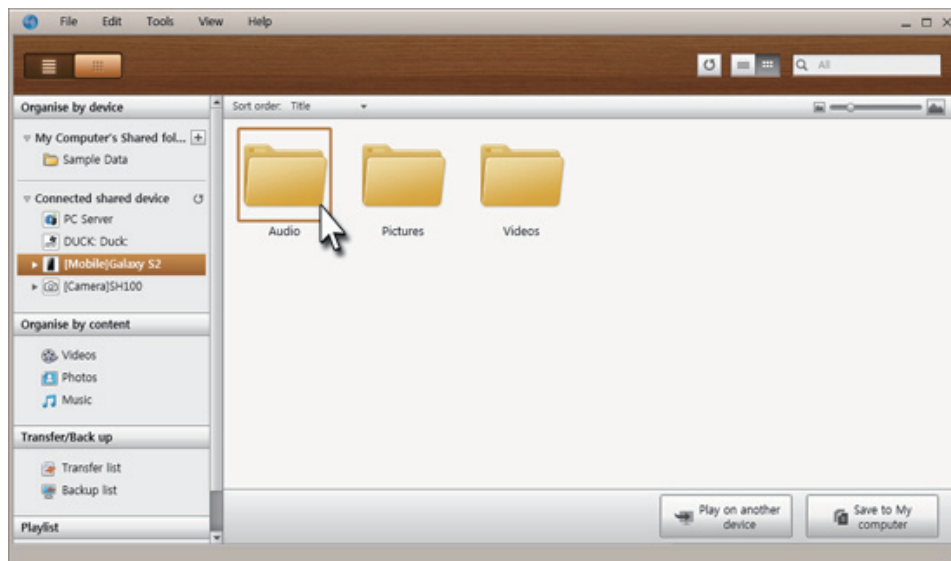 File Edit Tools View Help
All
Organise by device
Sort order: Title
My Computer's Shared fol...
Sample Data
Connected shared device
PC Server
DUCK: Duck:
[Mobile]Galaxy S2
[Camera]SH100
Audio Pictures Videos
Organise by content
Videos
Photos
Music
Transfer/Back up
Transfer list
Backup list
Playlist
Play on another
device
Save to My
computer